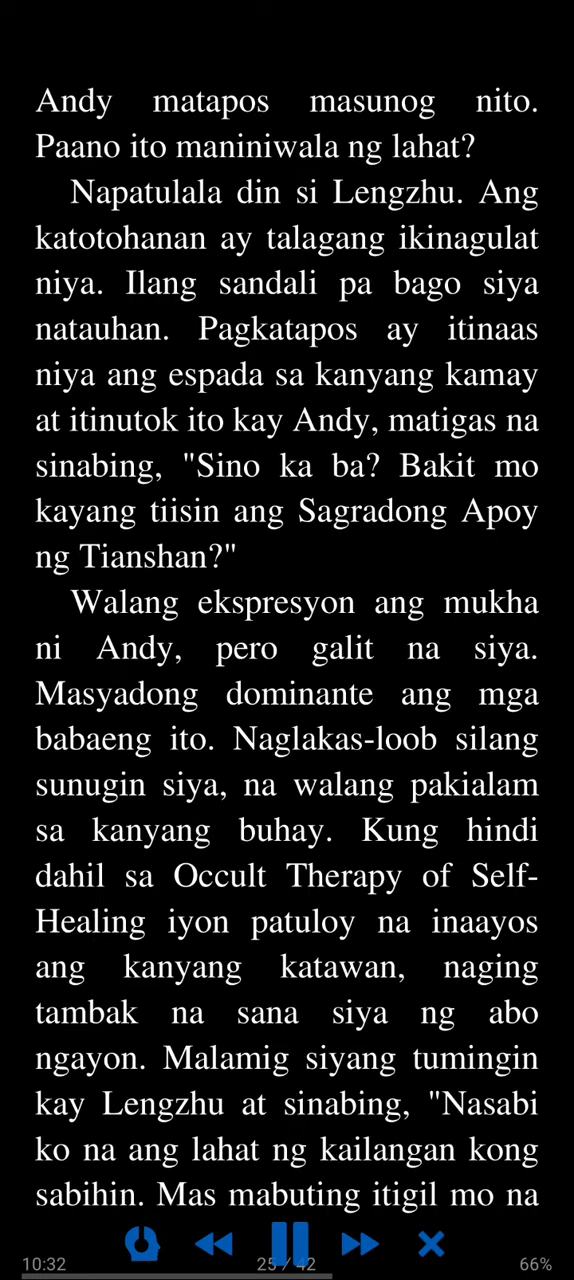 Andy matapos masunog nito.
Paano ito maniniwala ng lahat?
Napatulala din si Lengzhu. Ang
katotohanan ay talagang ikinagulat
niya. Ilang sandali pa bago siya
natauhan. Pagkatapos ay itinaas
niya ang espada sa kanyang kamay
at itinutok ito kay Andy, matigas na
sinabing, "Sino ka ba? Bakit mo
kayang tiisin ang Sagradong Apoy
ng Tianshan?"
Walang ekspresyon ang mukha
ni Andy, pero galit na siya.
Masyadong dominante ang mga
babaeng ito. Naglakas-loob silang
sunugin siya, na walang pakialam
sa kanyang buhay. Kung hindi
dahil sa Occult Therapy of Self-
Healing iyon patuloy na inaayos
ang kanyang katawan, naging
tambak na sana siya ng abo
ngayon. Malamig siyang tumingin
kay Lengzhu at sinabing, "Nasabi
ko na ang lahat ng kailangan kong
sabihin. Mas mabuting itigil mo na
10:32 25 / 42 66%